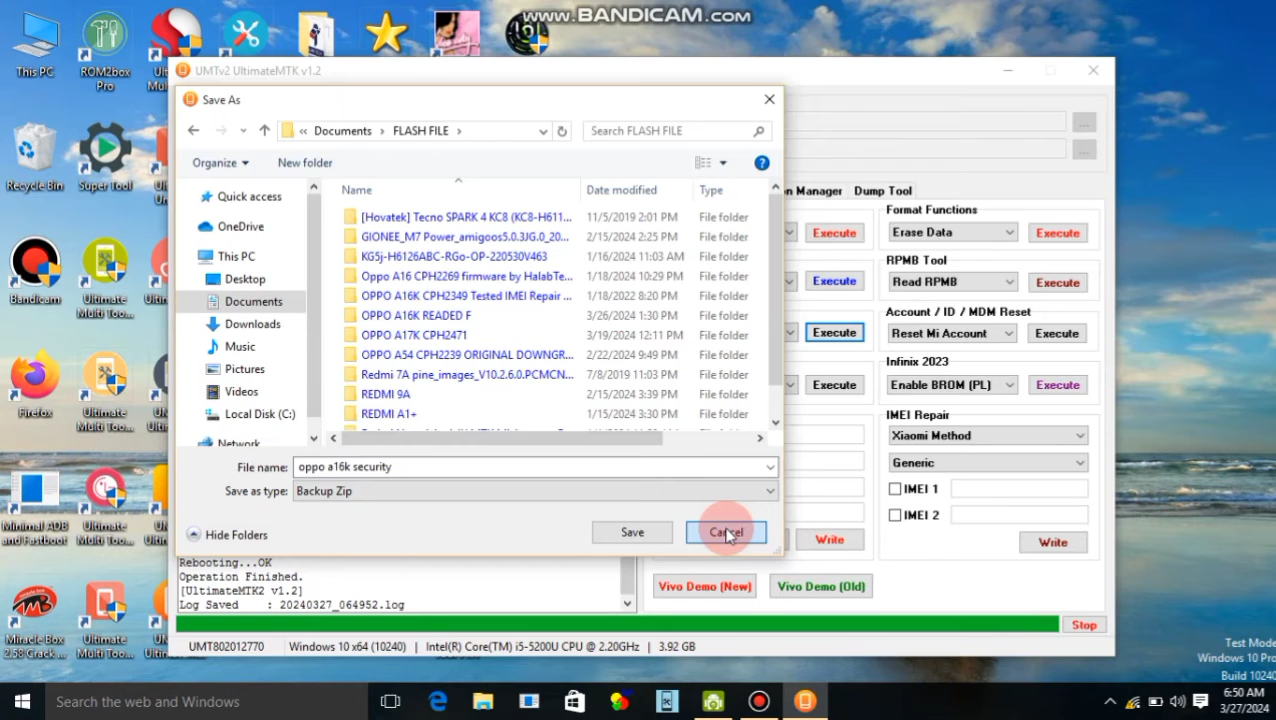 www.BANDICAM.com
This PC
ROM2box
Pro
Recycle Bin
Super Tool
Bandicam
Ultimate
Multi Too...
Firefox
Ultimate
Multi Too...
Minimal ADB
and Fastboot
Ultimate
Multi Too...
Miracle Box
2.58 Crack ...
Ultimate
Multi Too...
UMTv2 UltimateMTK v1.2
Save As
« Documents > FLASH FILE >
Search FLASH FILE
Organize
New folder
Quick access
OneDrive
This PC
Desktop
Documents
Downloads
Music
Pictures
Videos
Local Disk (C:)
Network
Name
Date modified
Type
[Hovatek] Tecno SPARK 4 KC8 (KC8-H611... 11/5/2019 2:01 PM File folder
GIONEE_M7 Power_amigoos5.0.3JG.0_20... 2/15/2024 2:25 PM File folder
KG5j-H6126ABC-RGo-OP-220530V463 1/16/2024 11:03 AM File folder
Oppo A16 CPH2269 firmware by HalabTe... 1/18/2024 10:29 PM File folder
OPPO A16K CPH2349 Tested IMEI Repair ... 1/18/2022 8:20 PM File folder
OPPO A16K READED F 3/26/2024 1:30 PM File folder
OPPO A17K CPH2471 3/19/2024 12:11 PM File folder
OPPO A54 CPH2239 ORIGINAL DOWNGR... 2/22/2024 9:49 PM File folder
Redmi 7A pine_images_V10.2.6.0.PCMCN... 7/8/2019 11:03 PM File folder
REDMI 9A 2/15/2024 3:39 PM File folder
REDMI A1+ 1/15/2024 3:30 PM File folder
File name: oppo a16k security
Save as type: Backup Zip
Hide Folders
Save
Cancel
n Manager
Dump Tool
Execute
Format Functions
Erase Data
Execute
Execute
RPMB Tool
Read RPMB
Execute
Execute
Account / ID / MDM Reset
Reset Mi Account
Execute
Execute
Infinix 2023
Enable BROM (PL)
Execute
IMEI Repair
Xiaomi Method
Generic
IMEI 1
IMEI 2
Write
Write
Vivo Demo (New)
Vivo Demo (Old)
Rebooting...OK
Operation Finished.
[UltimateMTK2 v1.2]
Log Saved : 20240327_064952.log
Stop
UMT802012770
Windows 10 x64 (10240)
Intel(R) Core(TM) i5-5200U CPU @ 2.20GHz
3.92 GB
Test Mode
Windows 10 Pro
Build 10240
Search the web and Windows
6:50 AM
3/27/2024